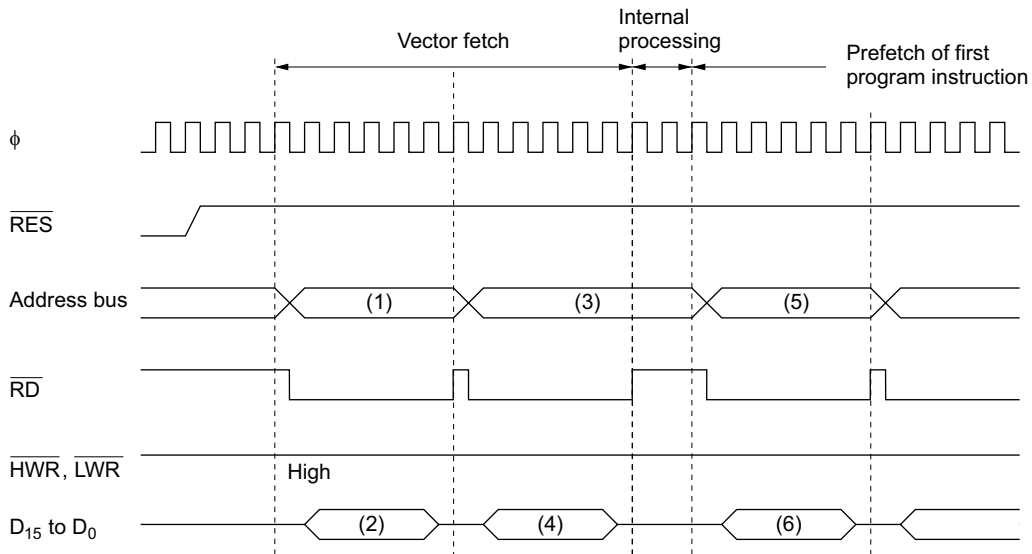 Internal
processing
Vector fetch
Prefetch of first
program instruction
ϕ
RES
Address bus
(1)
(3)
(5)
RD
HWR, LWR
High
D15 to D0
(2)
(4)
(6)